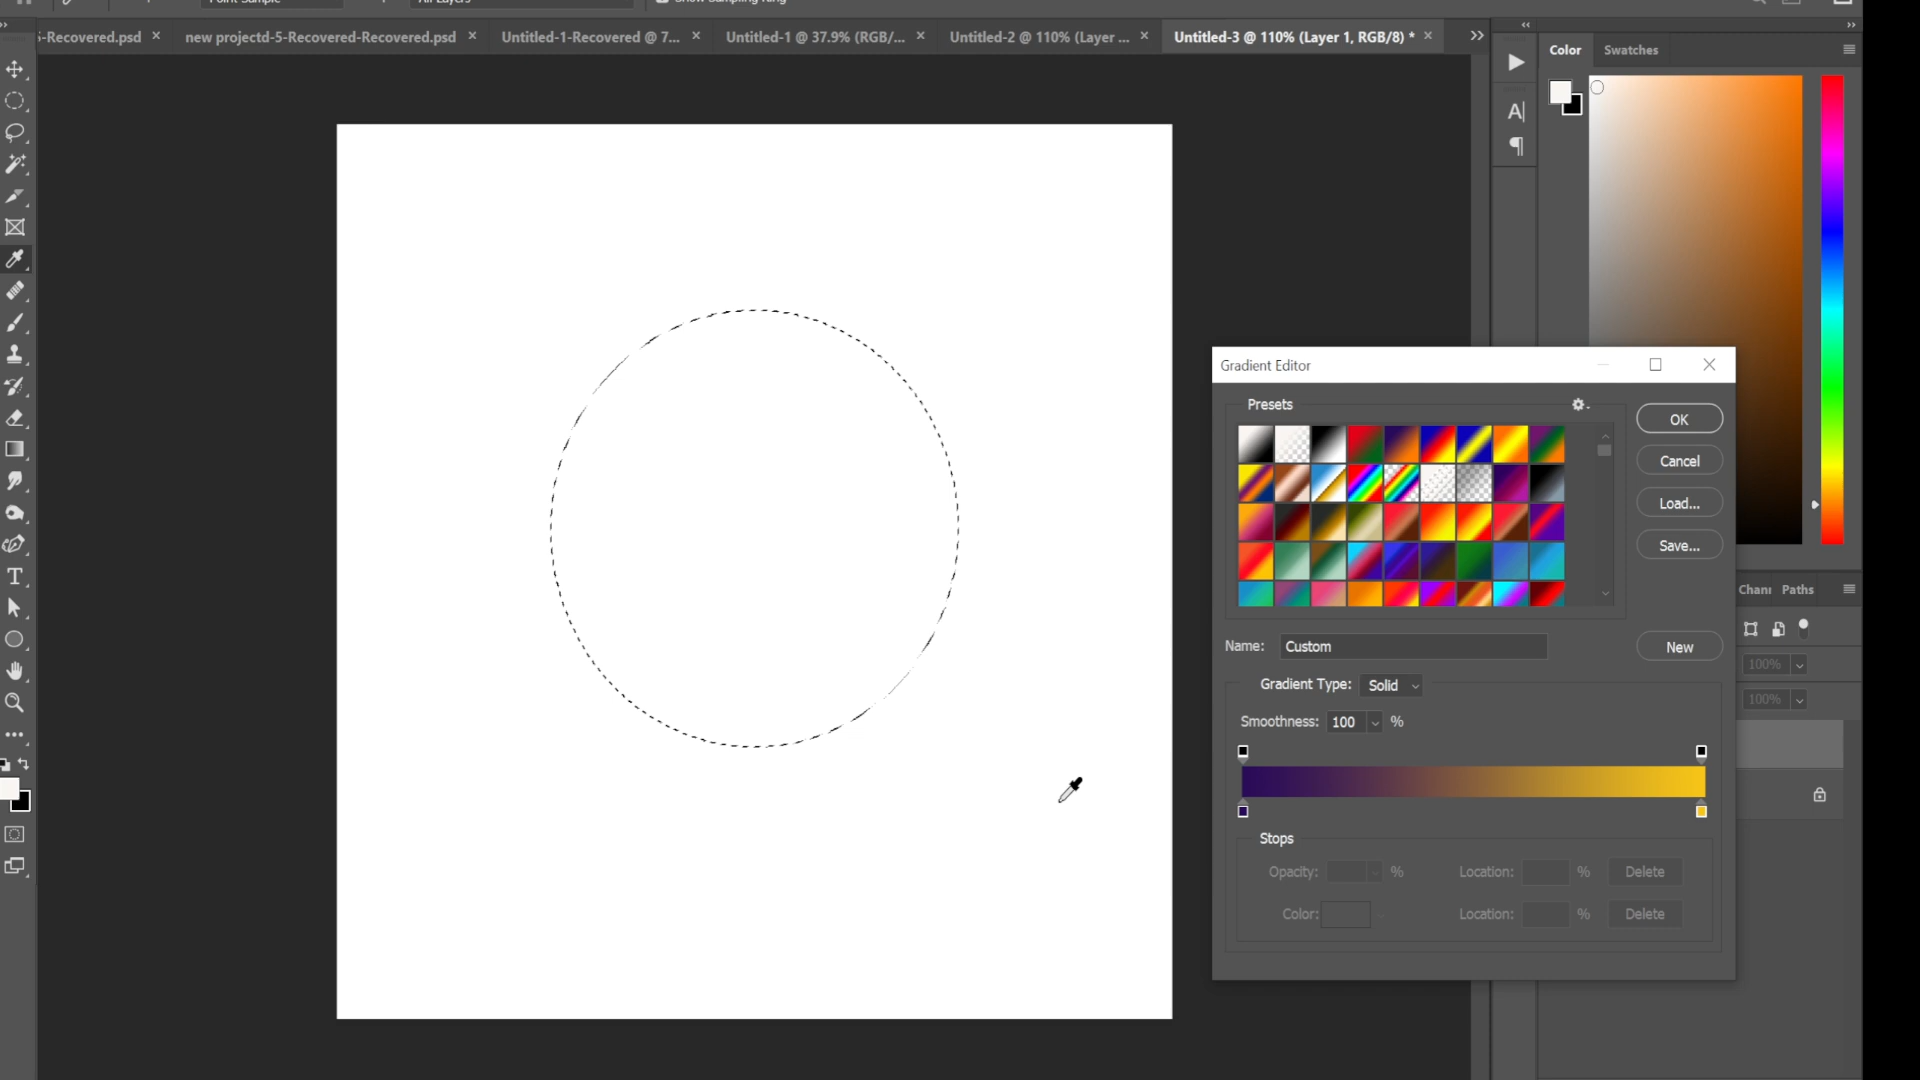 Point Sample All Layers Show Sampling Ring
-Recovered.psd × new projectd-5-Recovered-Recovered.psd × Untitled-1-Recovered @ 7... × Untitled-1 @ 37.9% (RGB/... × Untitled-2 @ 110% (Layer ... × Untitled-3 @ 110% (Layer 1, RGB/8) * ×
Color Swatches
Gradient Editor
Presets
OK
Cancel
Load...
Save...
Chann Paths
Name: Custom
New
100%
Gradient Type: Solid
100%
Smoothness: 100 %
Stops
Opacity: % Location: % Delete
Color: Location: % Delete